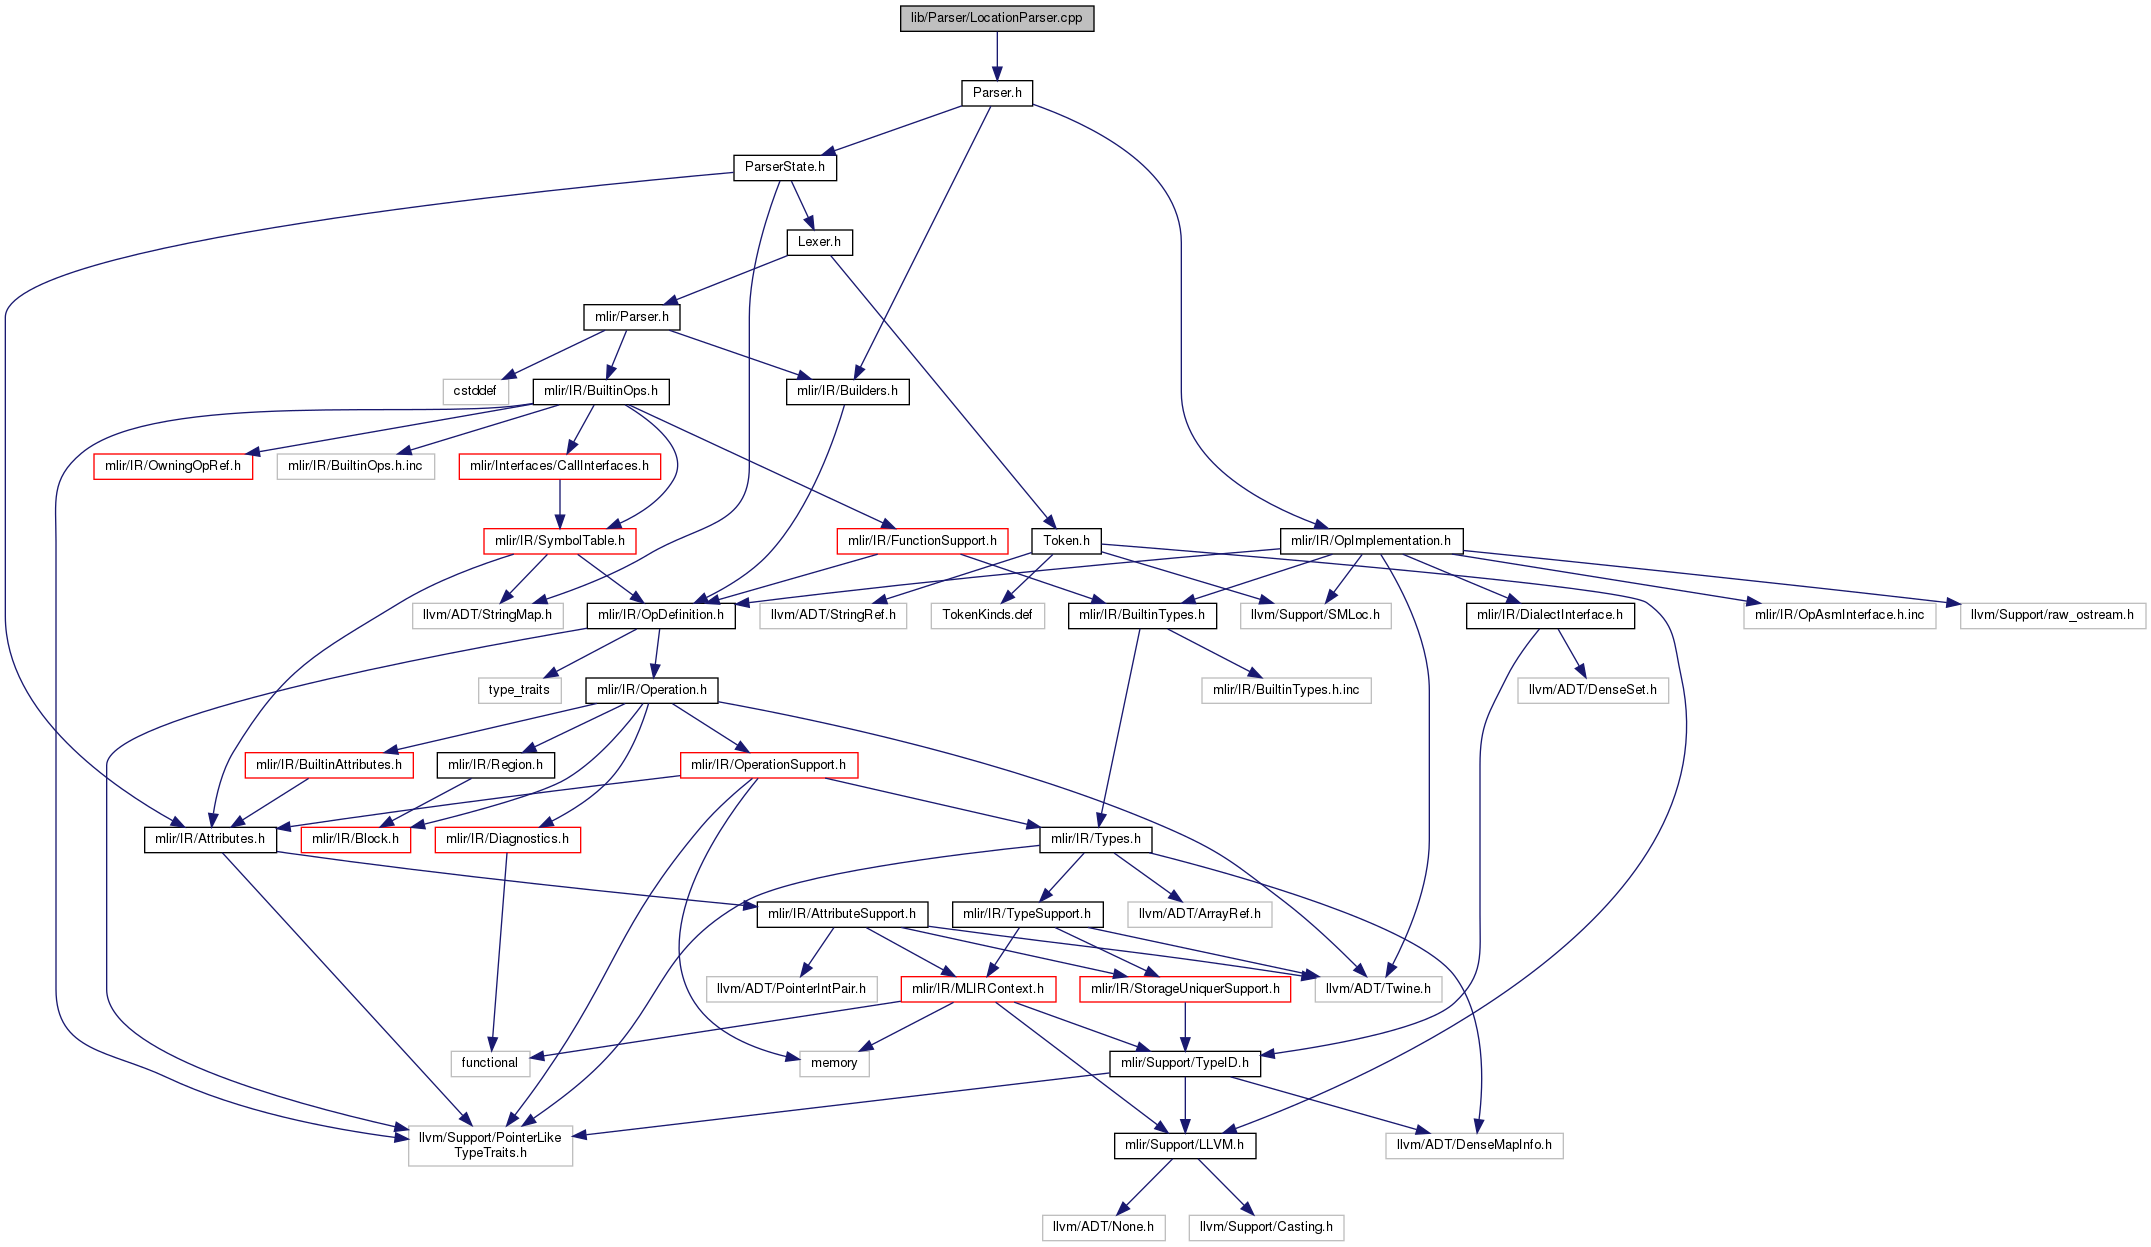 lib/Parser/LocationParser.cpp
Parser.h
ParserState.h
Lexer.h
mlir/Parser.h
cstddef
mlir/IR/BuiltinOps.h
mlir/IR/Builders.h
mlir/IR/OwningOpRef.h
mlir/IR/BuiltinOps.h.inc
mlir/Interfaces/CallInterfaces.h
mlir/IR/SymbolTable.h
mlir/IR/FunctionSupport.h
Token.h
mlir/IR/OpImplementation.h
llvm/ADT/StringMap.h
mlir/IR/OpDefinition.h
llvm/ADT/StringRef.h
TokenKinds.def
mlir/IR/BuiltinTypes.h
llvm/Support/SMLoc.h
mlir/IR/DialectInterface.h
mlir/IR/OpAsmInterface.h.inc
llvm/Support/raw_ostream.h
type_traits
mlir/IR/Operation.h
mlir/IR/BuiltinTypes.h.inc
llvm/ADT/DenseSet.h
mlir/IR/BuiltinAttributes.h
mlir/IR/Region.h
mlir/IR/OperationSupport.h
mlir/IR/Attributes.h
mlir/IR/Block.h
mlir/IR/Diagnostics.h
mlir/IR/Types.h
mlir/IR/AttributeSupport.h
mlir/IR/TypeSupport.h
llvm/ADT/ArrayRef.h
llvm/ADT/PointerIntPair.h
mlir/IR/MLIRContext.h
mlir/IR/StorageUniquerSupport.h
llvm/ADT/Twine.h
functional
memory
mlir/Support/TypeID.h
llvm/Support/PointerLike
TypeTraits.h
mlir/Support/LLVM.h
llvm/ADT/DenseMapInfo.h
llvm/ADT/None.h
llvm/Support/Casting.h